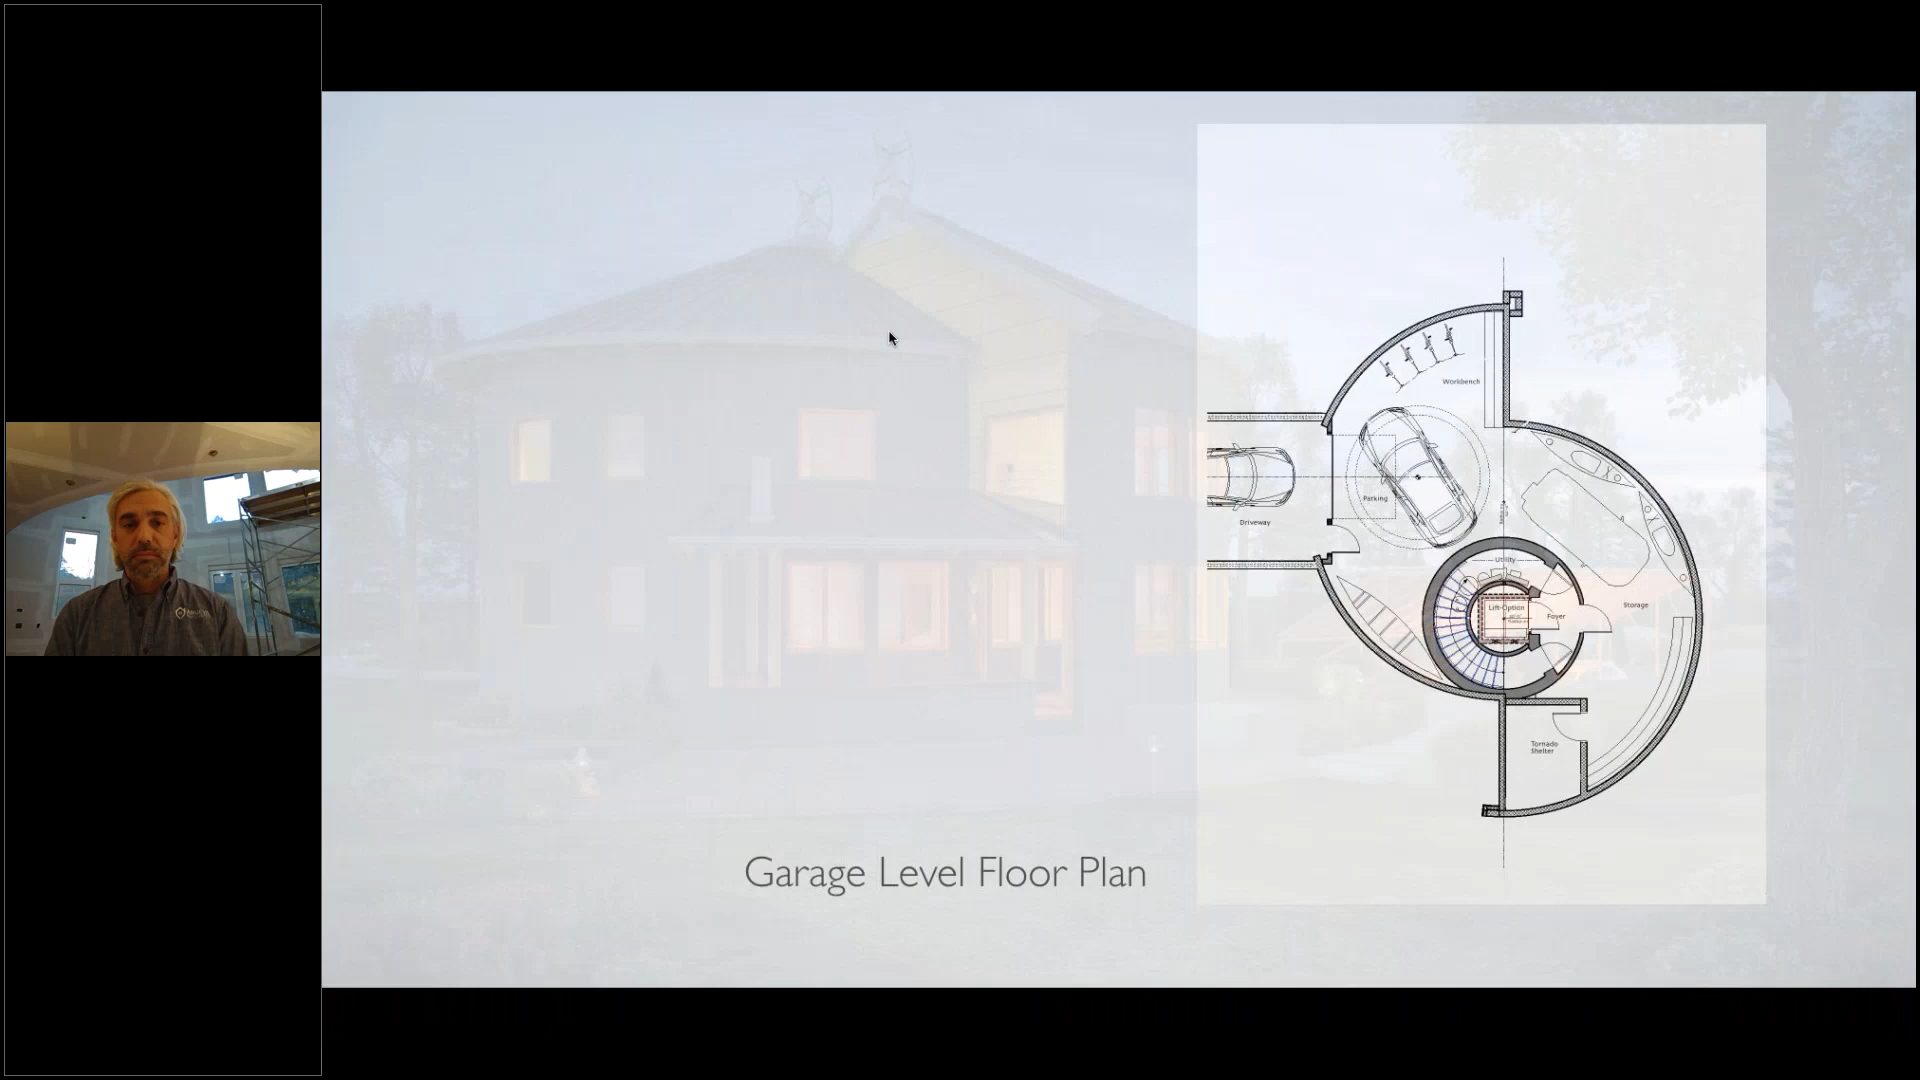 Workbench
Parking
Driveway
Utility
Lift-Option
Foyer
Storage
Tornado
Shelter
Garage Level Floor Plan